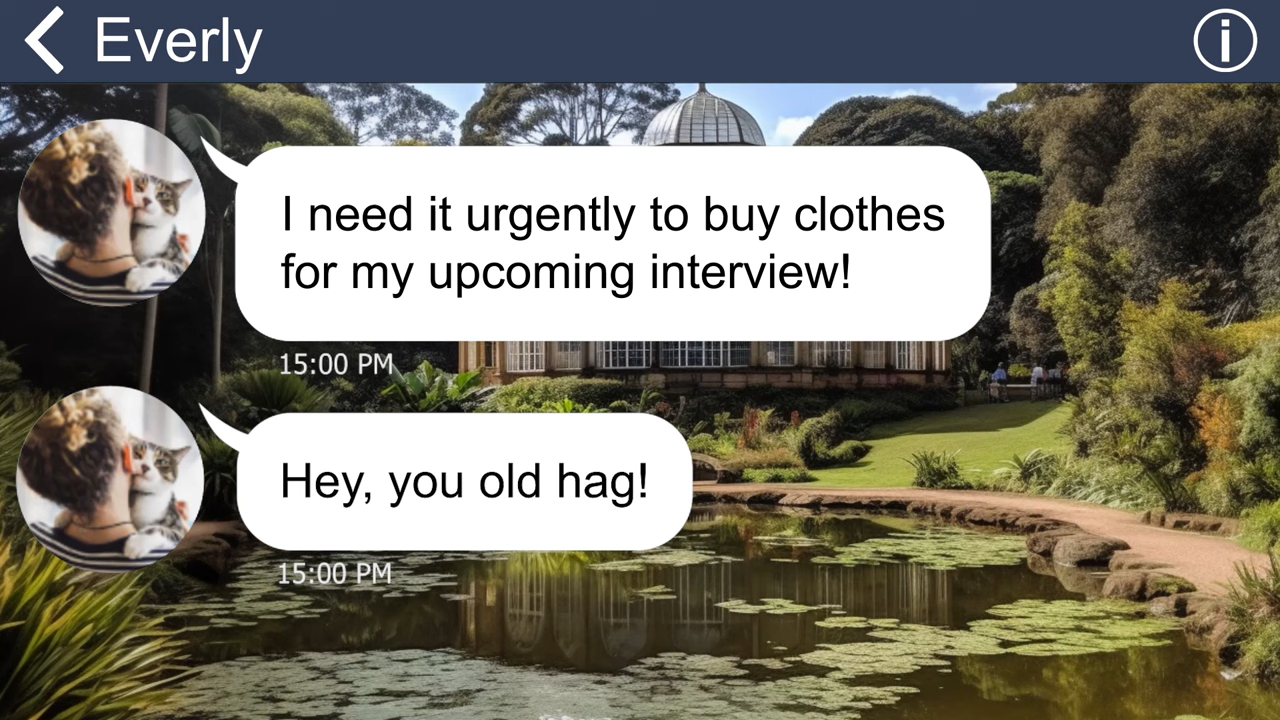 Everly
I need it urgently to buy clothes
for my upcoming interview!
15:00 PM
Hey, you old hag!
15:00 PM